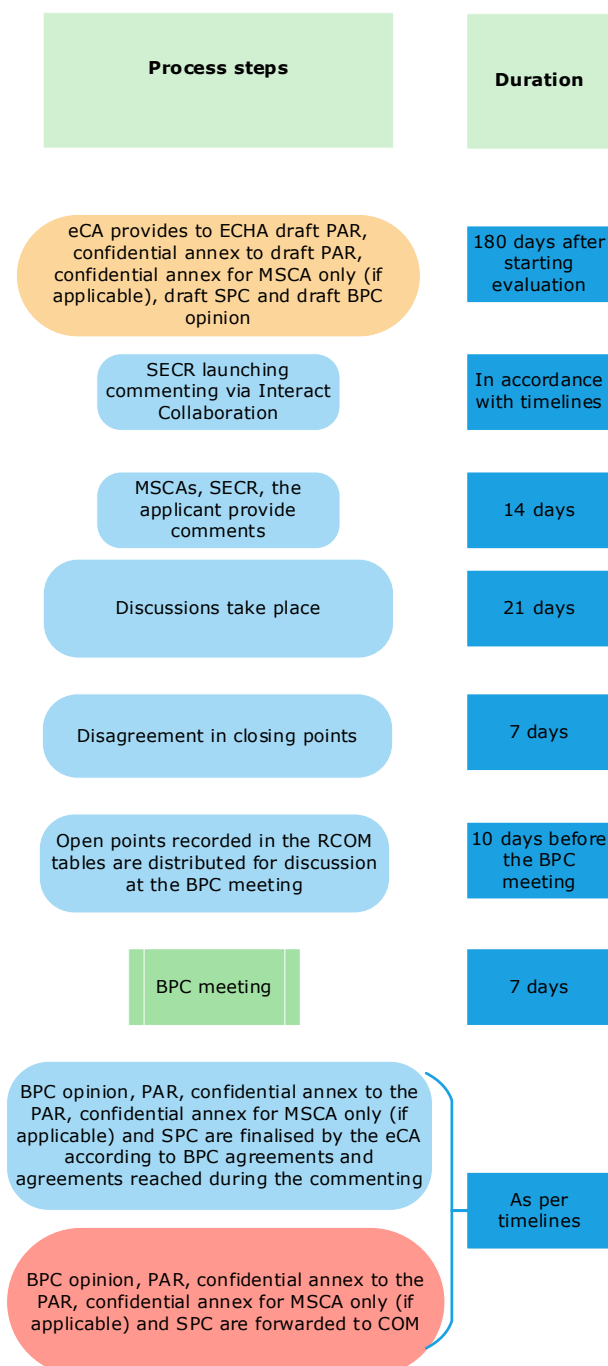 Process steps
Duration
eCA provides to ECHA draft PAR,
confidential annex to draft PAR,
confidential annex for MSCA only (if
applicable), draft SPC and draft BPC
opinion
180 days after
starting
evaluation
SECR launching
commenting via Interact
Collaboration
In accordance
with timelines
MSCAs, SECR, the
applicant provide
comments
14 days
Discussions take place
21 days
Disagreement in closing points
7 days
Open points recorded in the RCOM
tables are distributed for discussion
at the BPC meeting
10 days before
the BPC
meeting
BPC meeting
7 days
BPC opinion, PAR, confidential annex to the
PAR, confidential annex for MSCA only (if
applicable) and SPC are finalised by the eCA
according to BPC agreements and
agreements reached during the commenting
As per
timelines
BPC opinion, PAR, confidential annex to the
PAR, confidential annex for MSCA only (if
applicable) and SPC are forwarded to COM